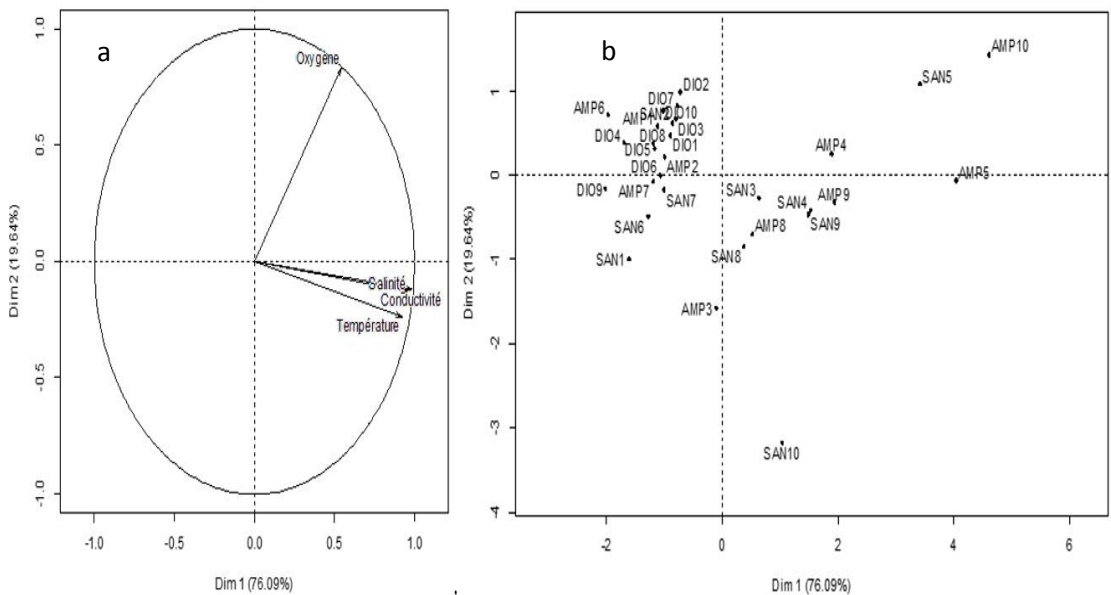 a
1.0
0.5
0.0
-0.5
-1.0
Dim 2 (19.64%)
Oxygène
Salinité
Conductivité
Température
-1.0 -0.5 0.0 0.5 1.0
Dim 1 (76.09%)
b
1
0
-1
-2
-3
-4
Dim 2 (19.64%)
AMP10
SAN5
DIO2
DIO7
AMP6
AMP1
DIO10
DIO4
DIO8
DIO3
DIO5
DIO1
AMP4
DIO6
AMP2
AMP5
DIO9
AMP7
SAN7
SAN3
SAN4
AMP9
SAN6
AMP8
SAN9
SAN1
SAN8
AMP3
SAN10
-2 0 2 4 6
Dim 1 (76.09%)